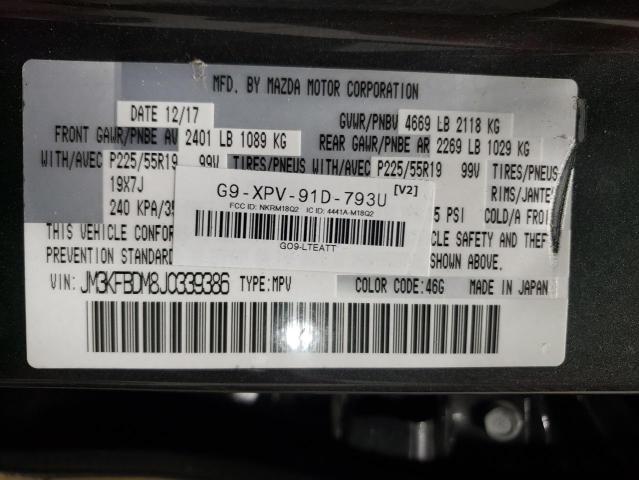 MFD. BY MAZDA MOTOR CORPORATION
DATE 12/17
GVWR/PNBV 4669 LB 2118 KG
FRONT GAWR/PNBE AV 2401 LB 1089 KG
REAR GAWR/PNBE AR 2269 LB 1029 KG
WITH/AVEC P225/55R19 99V TIRES/PNEUS
WITH/AVEC P225/55R19 99V TIRES/PNEUS
19X7J
RIMS/JANTE
240 KPA/35
5 PSI COLD/A FROI
G9-XPV-91D-793U [V2]
FCC ID: NKRM18Q2 IC ID: 4441A-M18Q2
GO9-LTEATT
THIS VEHICLE CONFOR
CLE SAFETY AND THEF
PREVENTION STANDAR
SHOWN ABOVE.
VIN: JM3KFBDM8J0339386 TYPE:MPV
COLOR CODE:46G MADE IN JAPAN